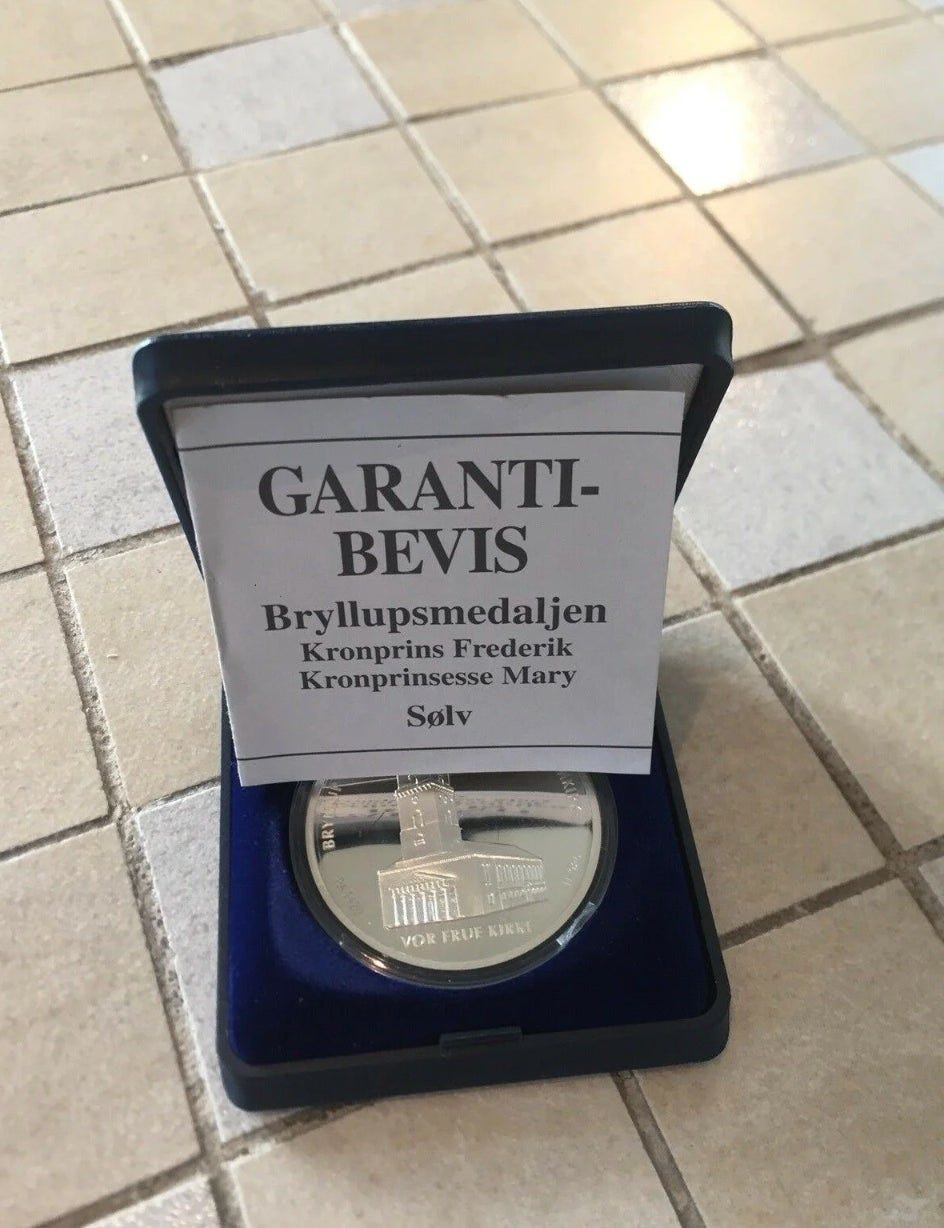 GARANTI-
BEVIS
Bryllupsmedaljen
Kronprins Frederik
Kronprinsesse Mary
Sølv
VOR FRUE KIRKE